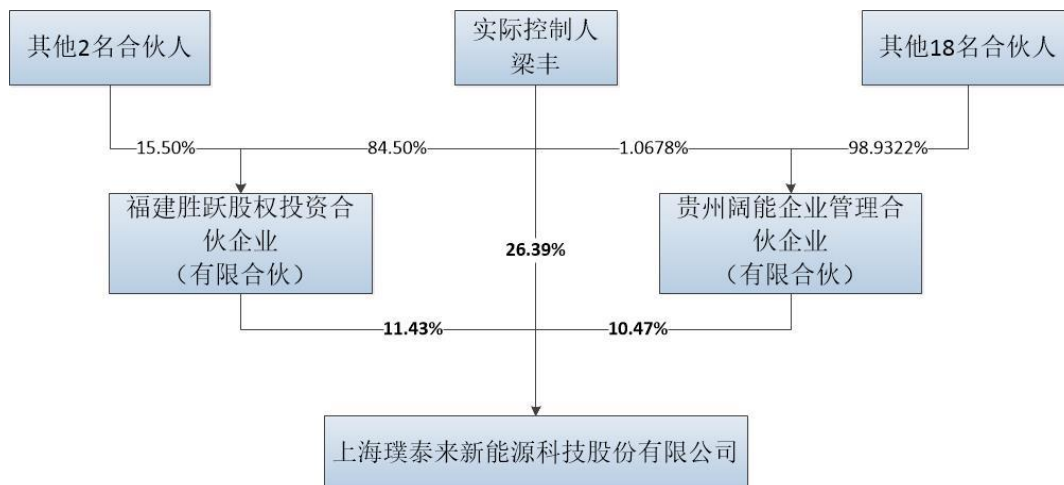 其他2名合伙人
实际控制人
梁丰
其他18名合伙人
15.50%
84.50%
1.0678%
98.9322%
福建胜跃股权投资合
伙企业
（有限合伙）
26.39%
贵州阔能企业管理合
伙企业
（有限合伙）
11.43%
10.47%
上海璞泰来新能源科技股份有限公司